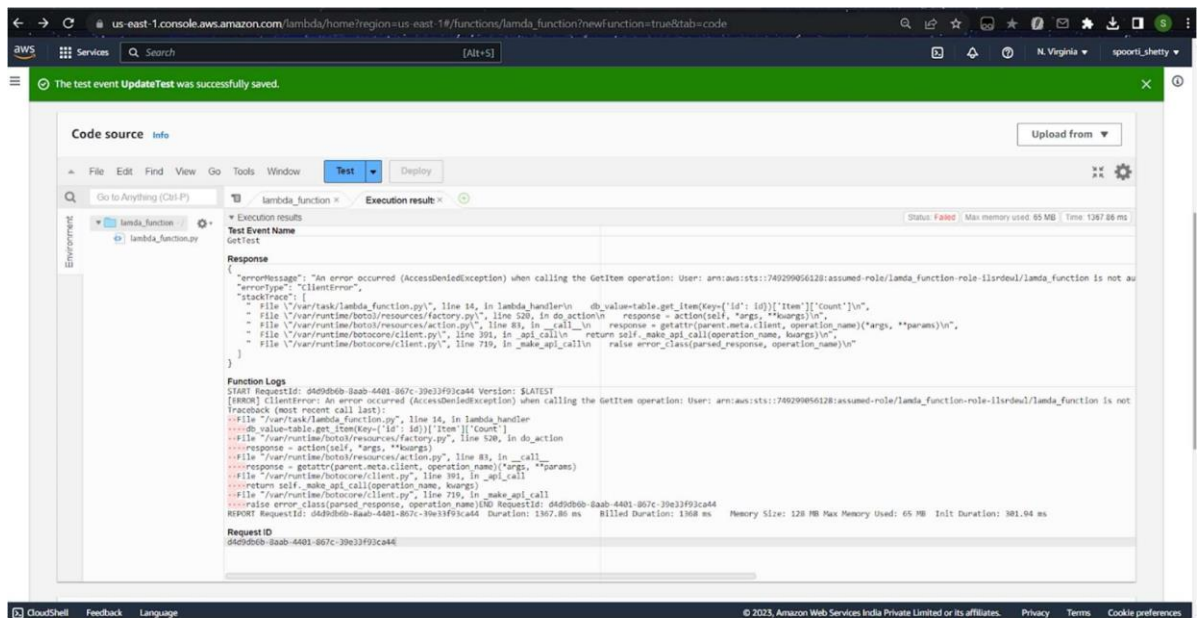 us-east-1.console.aws.amazon.com/lambda/home?region=us-east-1#/functions/lamda_function?newFunction=true&tab=code
aws Services Search [Alt+S] N. Virginia spoorti_shetty
The test event UpdateTest was successfully saved.
Code source Info Upload from
File Edit Find View Go Tools Window Test Deploy
Go to Anything (Ctrl-P) lambda_function × Execution result: ×
Environment
lamda_function - /
lambda_function.py
Execution results Status: Failed Max memory used: 65 MB Time: 1367.86 ms
Test Event Name
GetTest
Response
{
"errorMessage": "An error occurred (AccessDeniedException) when calling the GetItem operation: User: arn:aws:sts::749299056128:assumed-role/lamda_function-role-ilsrdewl/lamda_function is not au
"errorType": "ClientError",
"stackTrace": [
" File \"/var/task/lambda_function.py\", line 14, in lambda_handler\n db_value=table.get_item(Key={'id': id})['Item']['Count']\n",
" File \"/var/runtime/boto3/resources/factory.py\", line 520, in do_action\n response = action(self, *args, **kwargs)\n",
" File \"/var/runtime/boto3/resources/action.py\", line 83, in __call__\n response = getattr(parent.meta.client, operation_name)(*args, **params)\n",
" File \"/var/runtime/botocore/client.py\", line 391, in _api_call\n return self._make_api_call(operation_name, kwargs)\n",
" File \"/var/runtime/botocore/client.py\", line 719, in _make_api_call\n raise error_class(parsed_response, operation_name)\n"
]
}
Function Logs
START RequestId: d4d9db6b-8aab-4401-867c-39e33f93ca44 Version: $LATEST
[ERROR] ClientError: An error occurred (AccessDeniedException) when calling the GetItem operation: User: arn:aws:sts::749299056128:assumed-role/lamda_function-role-ilsrdewl/lamda_function is not
Traceback (most recent call last):
File "/var/task/lambda_function.py", line 14, in lambda_handler
db_value=table.get_item(Key={'id': id})['Item']['Count']
File "/var/runtime/boto3/resources/factory.py", line 520, in do_action
response = action(self, *args, **kwargs)
File "/var/runtime/boto3/resources/action.py", line 83, in __call__
response = getattr(parent.meta.client, operation_name)(*args, **params)
File "/var/runtime/botocore/client.py", line 391, in _api_call
return self._make_api_call(operation_name, kwargs)
File "/var/runtime/botocore/client.py", line 719, in _make_api_call
raise error_class(parsed_response, operation_name)END RequestId: d4d9db6b-8aab-4401-867c-39e33f93ca44
REPORT RequestId: d4d9db6b-8aab-4401-867c-39e33f93ca44 Duration: 1367.86 ms Billed Duration: 1368 ms Memory Size: 128 MB Max Memory Used: 65 MB Init Duration: 301.94 ms
Request ID
d4d9db6b-8aab-4401-867c-39e33f93ca44
CloudShell Feedback Language © 2023, Amazon Web Services India Private Limited or its affiliates. Privacy Terms Cookie preferences